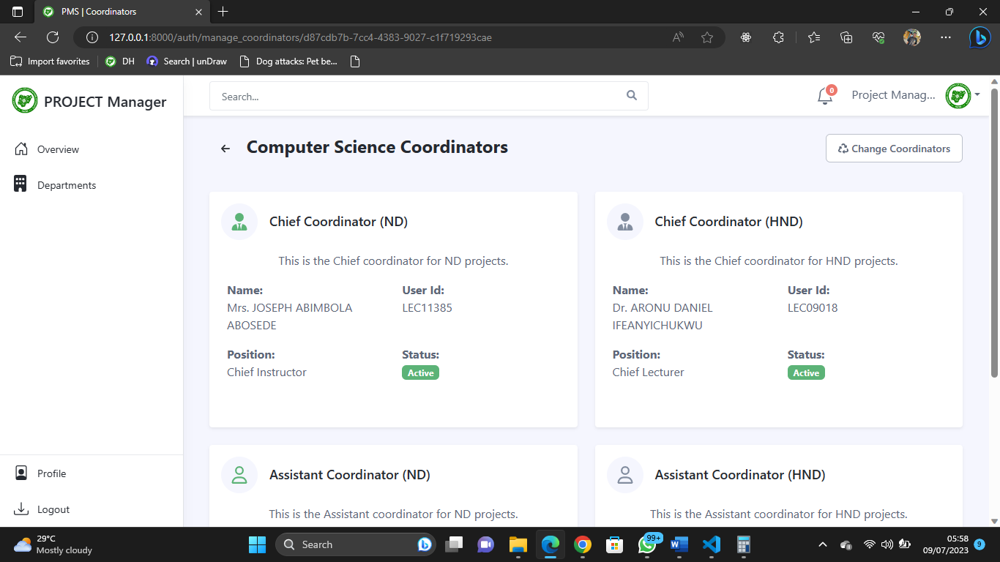 PMS | Coordinators
127.0.0.1:8000/auth/manage_coordinators/d87cdb7b-7cc4-4383-9027-c1f719293cae
Import favorites
DH
Search | unDraw
Dog attacks: Pet be...
PROJECT Manager
Search...
0
Project Manag...
Overview
Departments
Computer Science Coordinators
Change Coordinators
Chief Coordinator (ND)
This is the Chief coordinator for ND projects.
Name:
Mrs. JOSEPH ABIMBOLA
ABOSEDE
User Id:
LEC11385
Position:
Chief Instructor
Status:
Active
Chief Coordinator (HND)
This is the Chief coordinator for HND projects.
Name:
Dr. ARONU DANIEL
IFEANYICHUKWU
User Id:
LEC09018
Position:
Chief Lecturer
Status:
Active
Assistant Coordinator (ND)
This is the Assistant coordinator for ND projects.
Assistant Coordinator (HND)
This is the Assistant coordinator for HND projects.
Profile
Logout
29°C
Mostly cloudy
Search
99+
05:58
09/07/2023
9